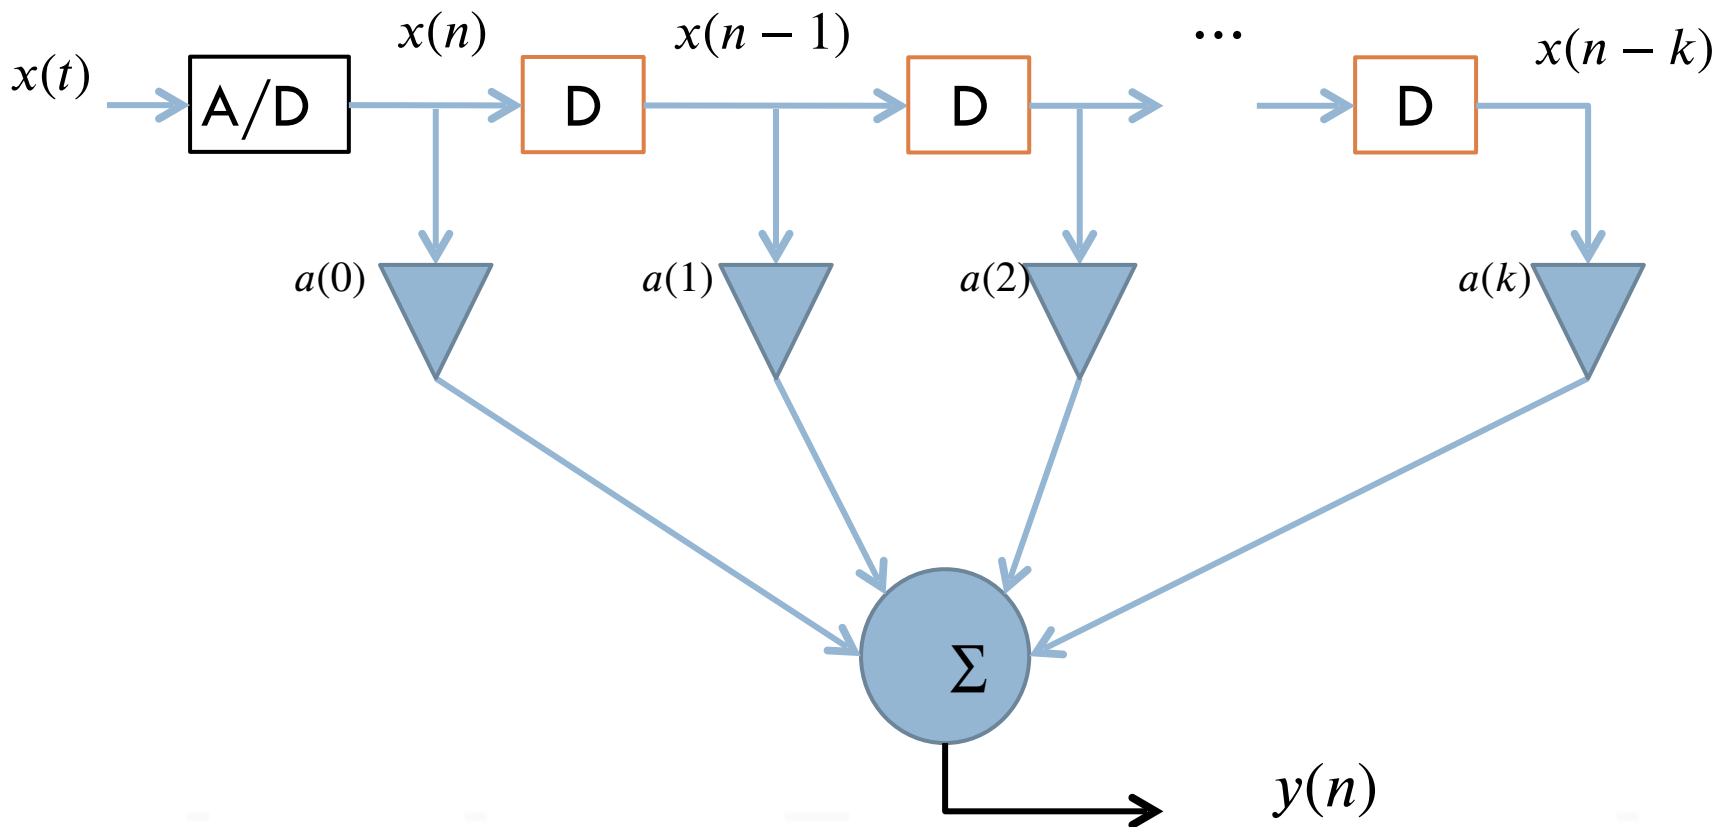 x(t) A/D x(n) D x(n − 1) D ⋯ D x(n − k)
a(0) a(1) a(2) a(k)
Σ
y(n)